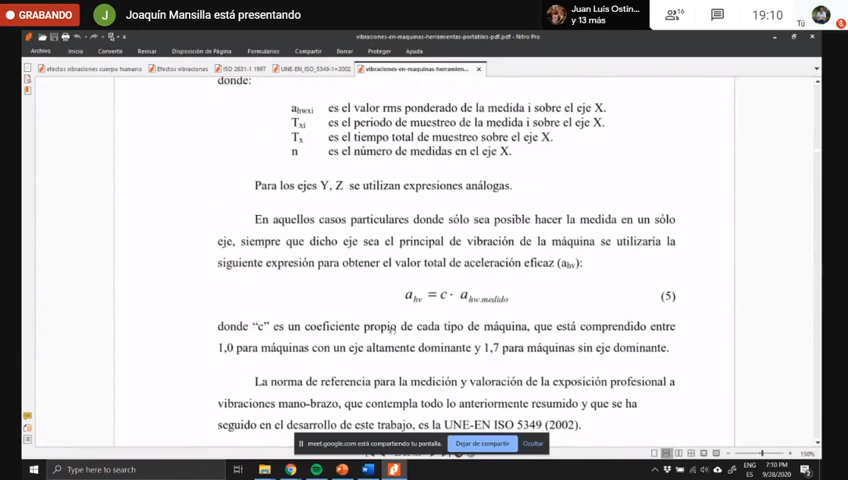 GRABANDO
J
Joaquín Mansilla está presentando
Juan Luis Ostin...
y 13 más
16
19:10
Tú
vibraciones-en-maquinas-herramientas-portatiles-pdf.pdf - Nitro Pro
Archivo Inicio Convertir Revisar Disposición de Página Formularios Compartir Borrar Proteger Ayuda
efectos vibraciones cuerpo humano
Efectos vibraciones
ISO 2631-1 1997
UNE-EN_ISO_5349-1=2002
vibraciones-en-maquinas-herramien...
donde:
ahwxi es el valor rms ponderado de la medida i sobre el eje X.
Txi es el periodo de muestreo de la medida i sobre el eje X.
Tx es el tiempo total de muestreo sobre el eje X.
n es el número de medidas en el eje X.
Para los ejes Y, Z se utilizan expresiones análogas.
En aquellos casos particulares donde sólo sea posible hacer la medida en un sólo
eje, siempre que dicho eje sea el principal de vibración de la máquina se utilizaría la
siguiente expresión para obtener el valor total de aceleración eficaz (ahv):
ahv = c · ahw.medido (5)
donde “c” es un coeficiente propio de cada tipo de máquina, que está comprendido entre
1,0 para máquinas con un eje altamente dominante y 1,7 para máquinas sin eje dominante.
La norma de referencia para la medición y valoración de la exposición profesional a
vibraciones mano-brazo, que contempla todo lo anteriormente resumido y que se ha
seguido en el desarrollo de este trabajo, es la UNE-EN ISO 5349 (2002).
meet.google.com está compartiendo tu pantalla.
Dejar de compartir
Ocultar
150%
Type here to search
ENG
ES
7:10 PM
9/28/2020